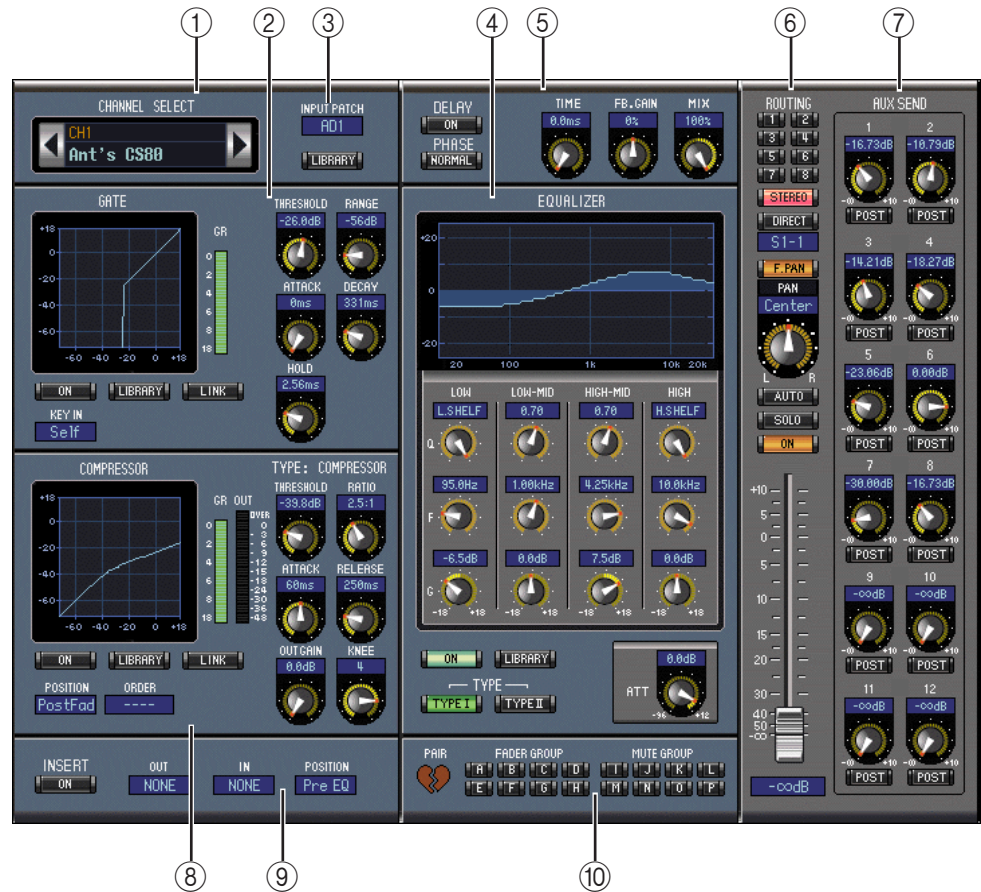 ① ② ③ ④ ⑤ ⑥ ⑦
CHANNEL SELECT
CH1
Ant's CS80
INPUT PATCH
AD1
LIBRARY
GATE
+18
0
-20
-40
-60
-60 -40 -20 0 +18
GR
0
2
4
6
8
18
THRESHOLD RANGE
-26.0dB -56dB
ATTACK DECAY
0ms 331ms
HOLD
2.56ms
ON LIBRARY LINK
KEY IN
Self
COMPRESSOR
TYPE: COMPRESSOR
+18
0
-20
-40
-60
-60 -40 -20 0 +18
GR OUT
0
2
4
6
8
18
OVER
0
-3
-6
-9
-12
-15
-18
-24
-30
-36
-48
THRESHOLD RATIO
-39.8dB 2.5:1
ATTACK RELEASE
60ms 250ms
OUT GAIN KNEE
0.0dB 4
ON LIBRARY LINK
POSITION ORDER
PostFad ----
INSERT
ON
OUT IN POSITION
NONE NONE Pre EQ
DELAY
ON
PHASE
NORMAL
TIME FB.GAIN MIX
0.0ms 0% 100%
EQUALIZER
+20
0
-20
20 100 1k 10k 20k
LOW LOW-MID HIGH-MID HIGH
L.SHELF 0.70 0.70 H.SHELF
Q
95.0Hz 1.00kHz 4.25kHz 10.0kHz
F
-6.5dB 0.0dB 7.5dB 0.0dB
G
-18 +18 -18 +18
ON LIBRARY
TYPE
TYPE I TYPE II
ATT
0.0dB
-96 +12
PAIR FADER GROUP MUTE GROUP
A B C D I J K L
E F G H M N O P
ROUTING
1 2
3 4
5 6
7 8
STEREO
DIRECT
S1-1
F.PAN
PAN
Center
L R
AUTO
SOLO
ON
+10
5
0
5
10
15
20
30
40
50
-∞
-∞dB
AUX SEND
1 2
-16.73dB -10.79dB
-∞ +10 -∞ +10
POST POST
3 4
-14.21dB -18.27dB
-∞ +10 -∞ +10
POST POST
5 6
-23.06dB 0.00dB
-∞ +10 -∞ +10
POST POST
7 8
-30.00dB -16.73dB
-∞ +10 -∞ +10
POST POST
9 10
-∞dB -∞dB
-∞ +10 -∞ +10
POST POST
11 12
-∞dB -∞dB
-∞ +10 -∞ +10
POST POST
⑧ ⑨ ⑩